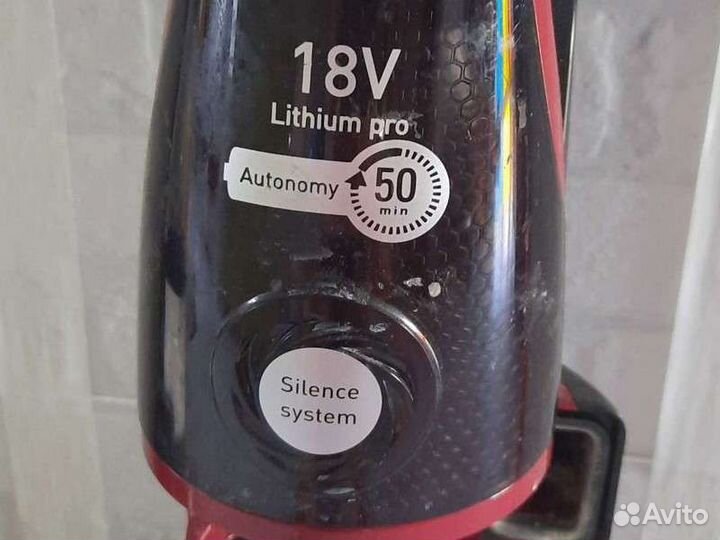 18V
Lithium pro
Autonomy 50
min
Silence
system
Avito